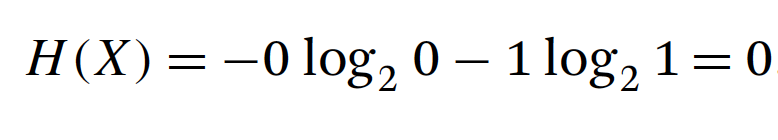 H(X) = −0 log₂ 0 − 1 log₂ 1 = 0